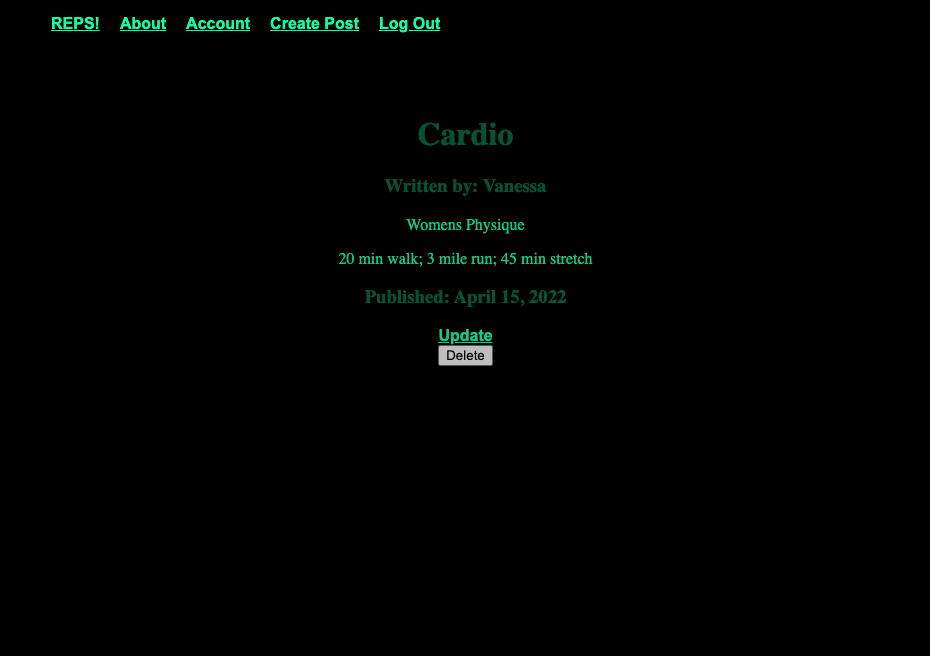 REPS! About Account Create Post Log Out
Cardio
Written by: Vanessa
Womens Physique
20 min walk; 3 mile run; 45 min stretch
Published: April 15, 2022
Update
Delete